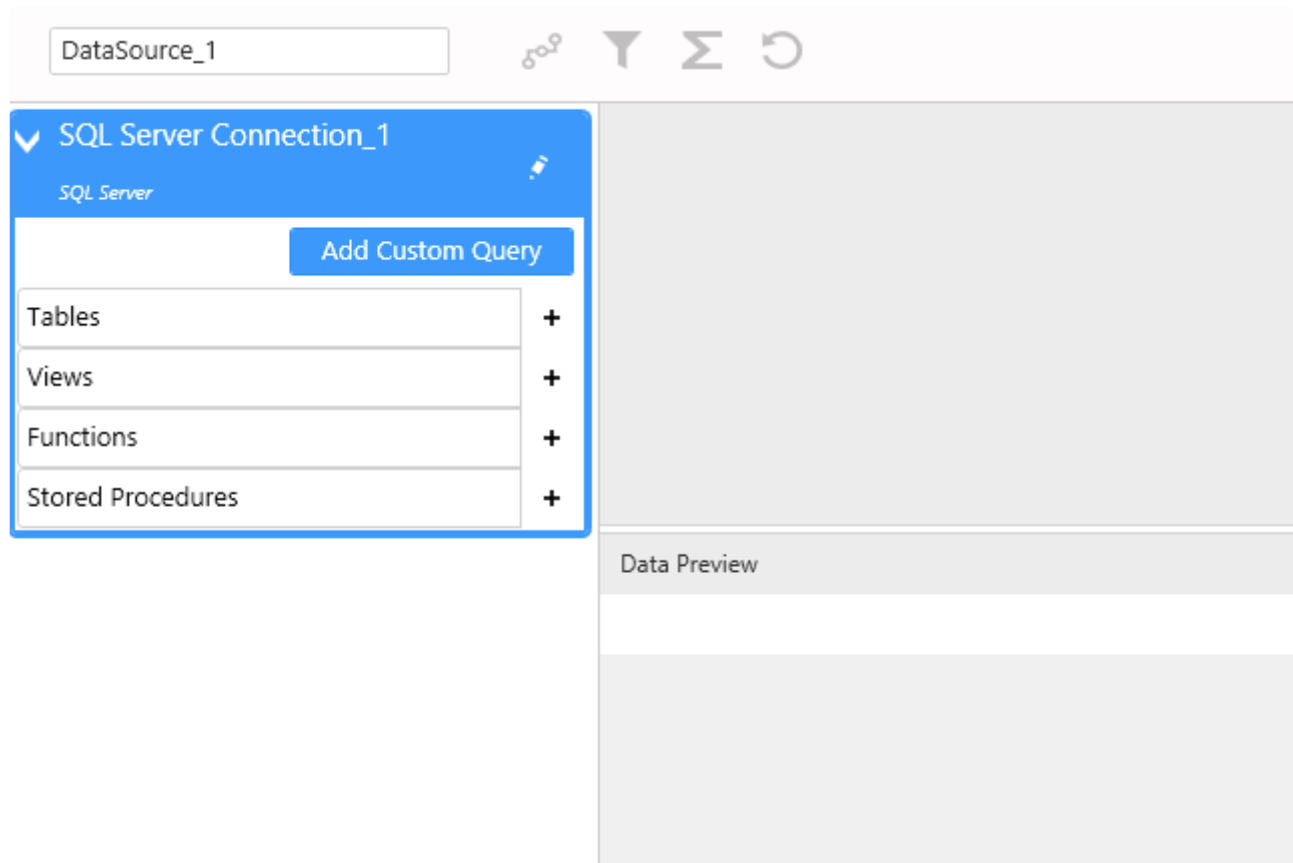 DataSource_1
SQL Server Connection_1
SQL Server
Add Custom Query
Tables
Views
Functions
Stored Procedures
Data Preview